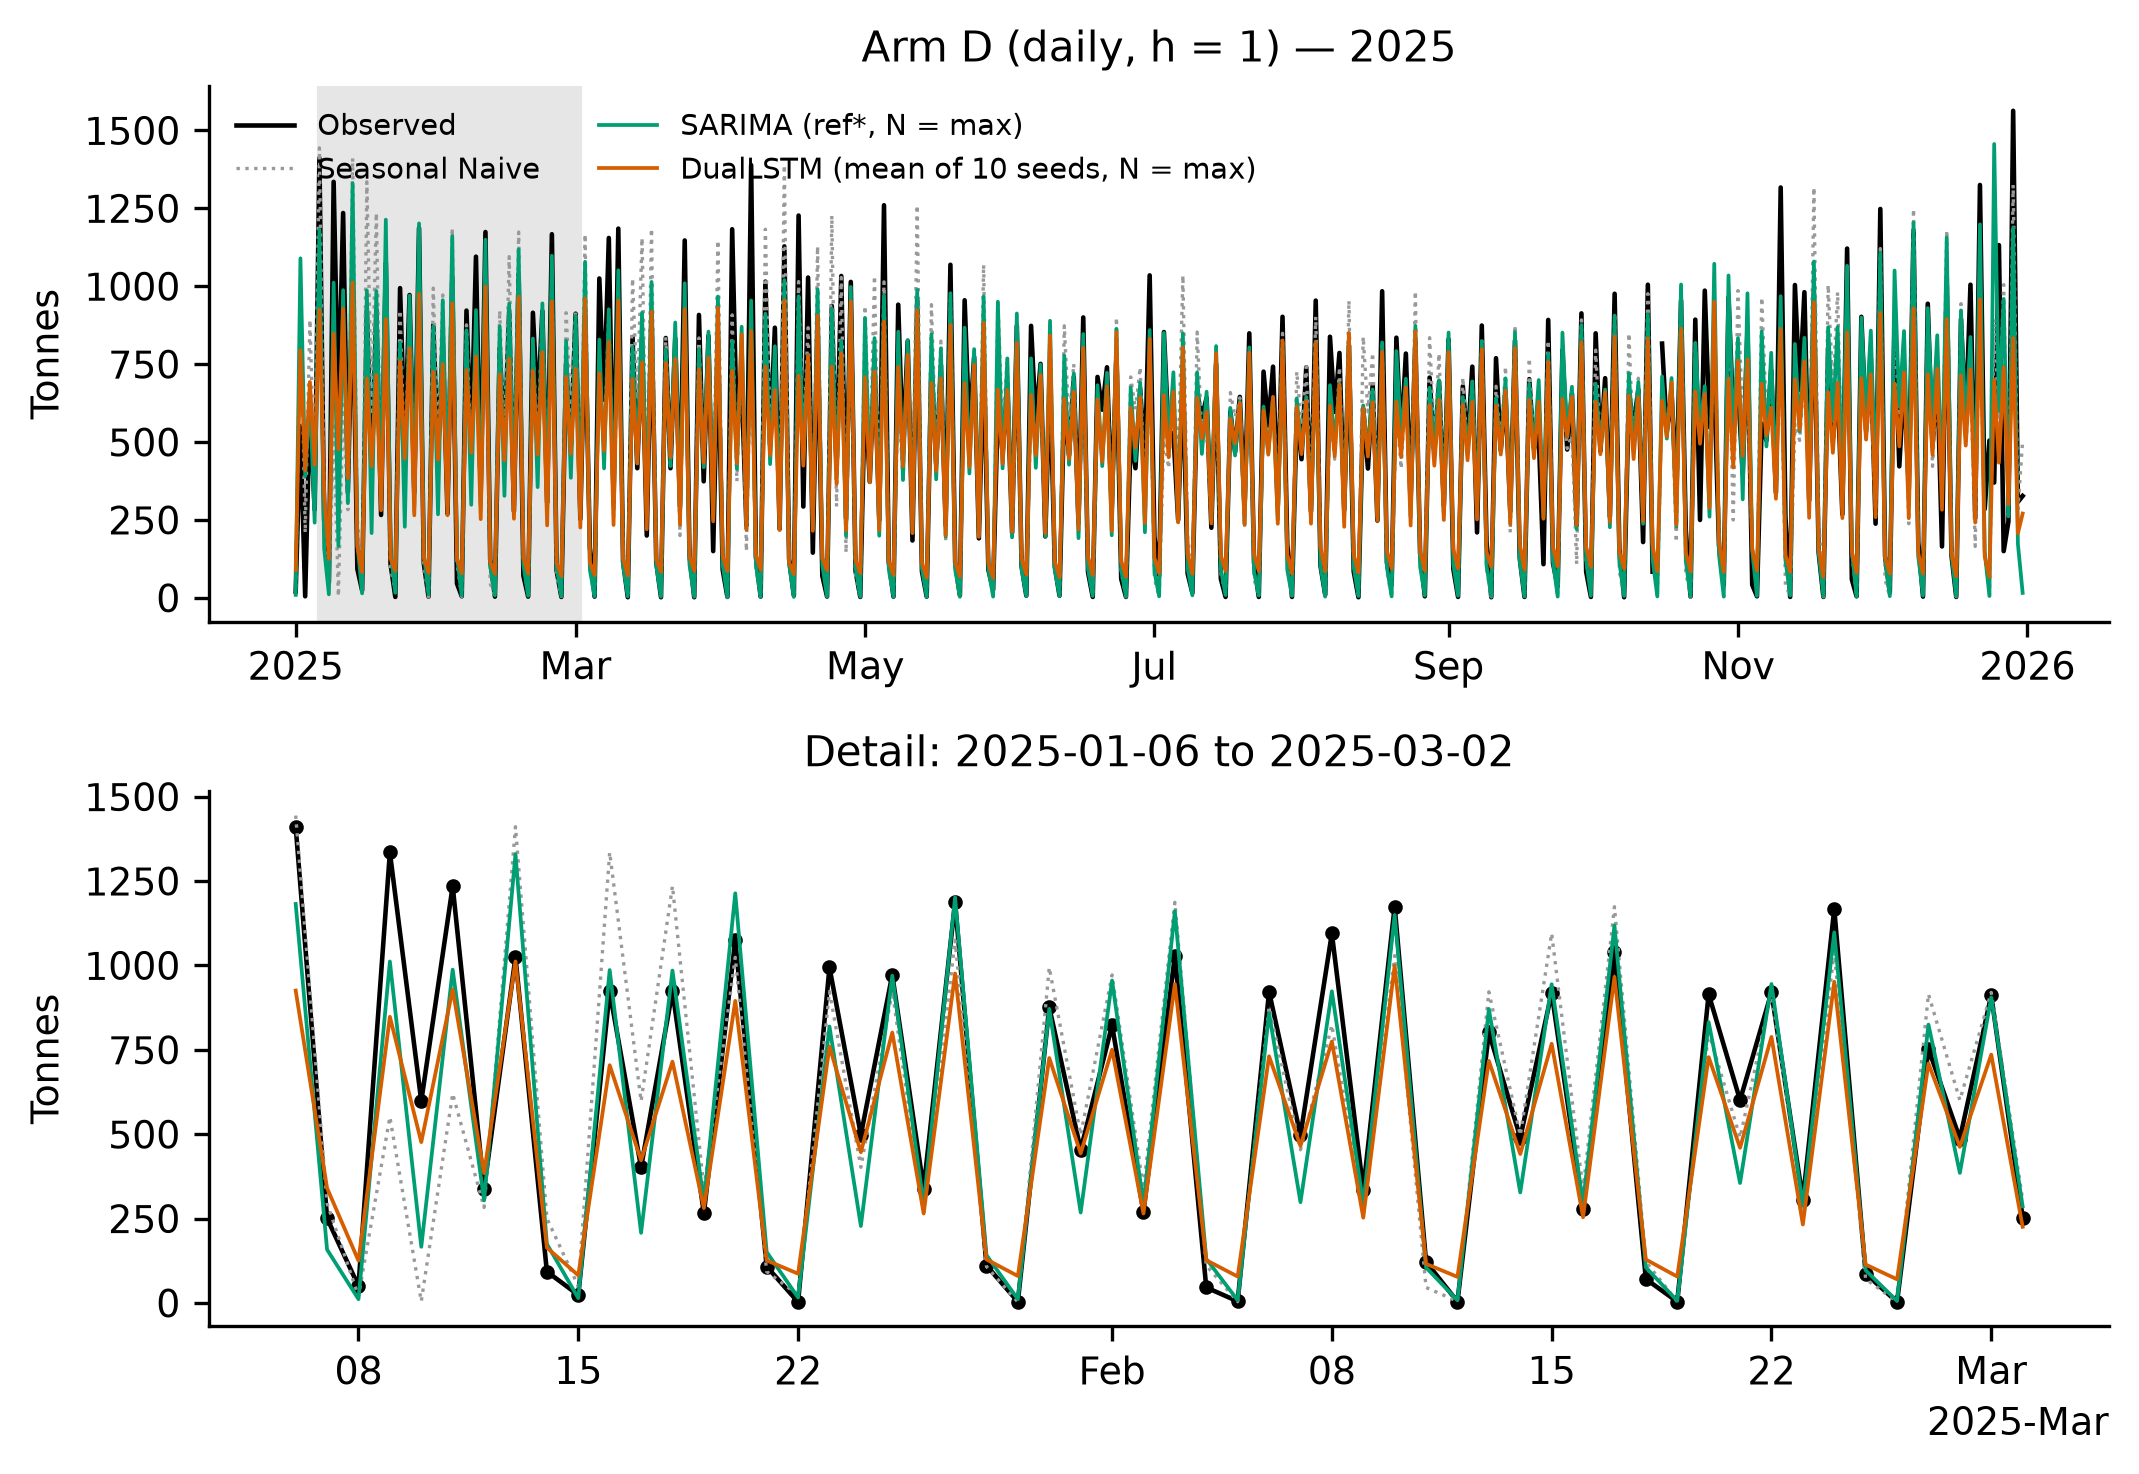 Arm D (daily, h = 1) — 2025
Observed
Seasonal Naive
SARIMA (ref*, N = max)
DualLSTM (mean of 10 seeds, N = max)
Tonnes
1500
1250
1000
750
500
250
0
2025 Mar May Jul Sep Nov 2026
Detail: 2025-01-06 to 2025-03-02
Tonnes
1500
1250
1000
750
500
250
0
08 15 22 Feb 08 15 22 Mar
2025-Mar